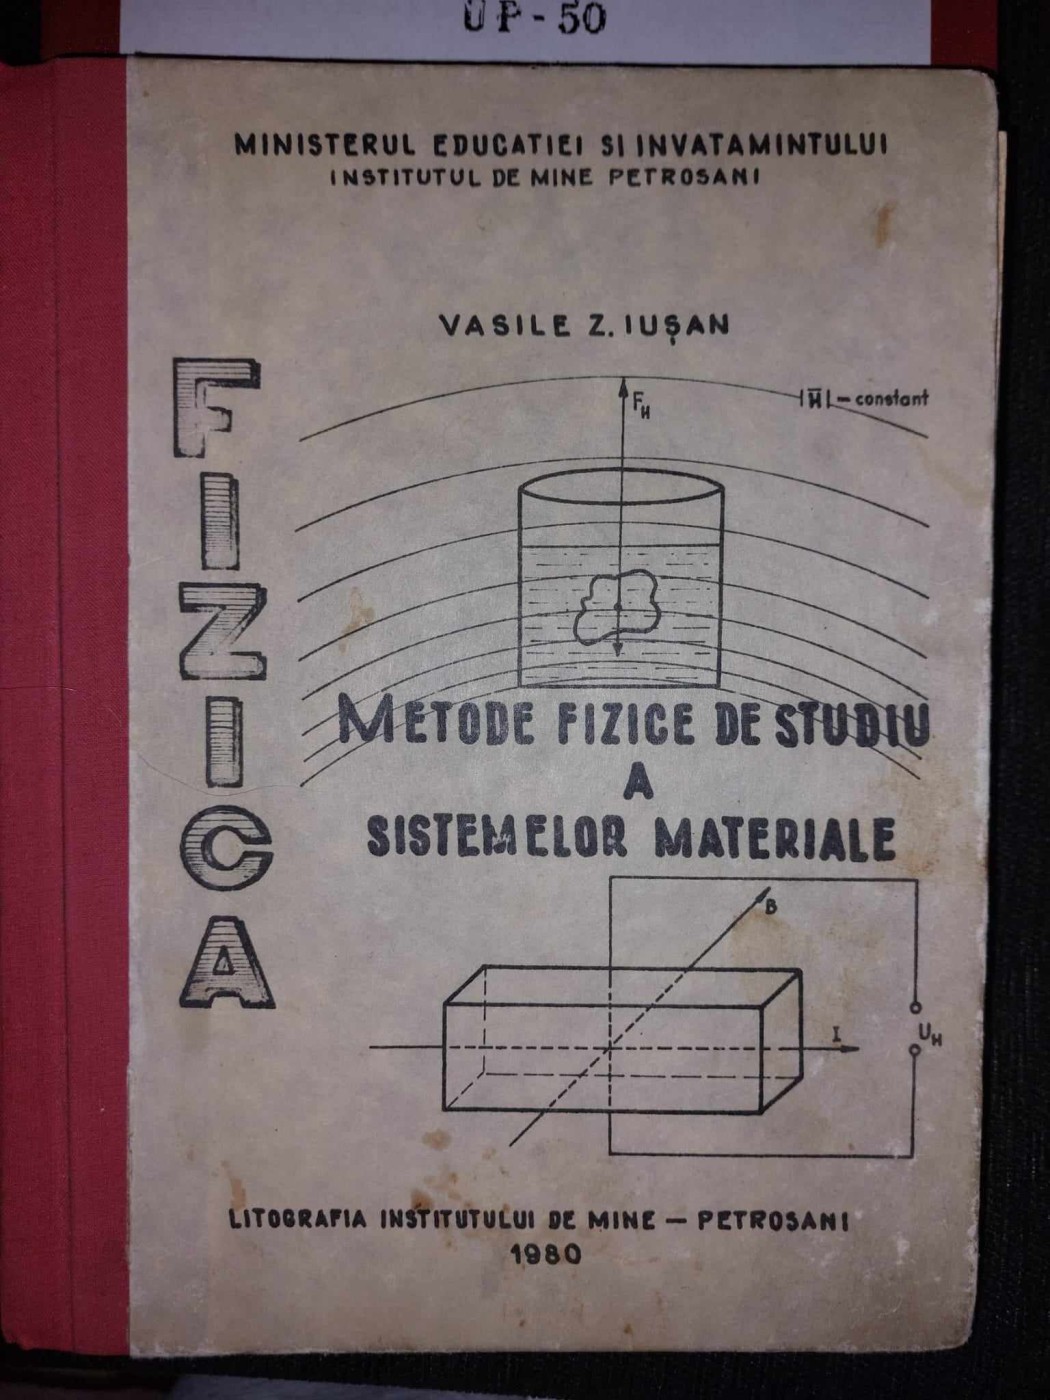 UP-50
MINISTERUL EDUCATIEI SI INVATAMINTULUI
INSTITUTUL DE MINE PETROSANI
VASILE Z. IUȘAN
FIZICA
F_H
|H̅| – constant
METODE FIZICE DE STUDIU
A
SISTEMELOR MATERIALE
B
I
U_H
LITOGRAFIA INSTITUTULUI DE MINE – PETROSANI
1980